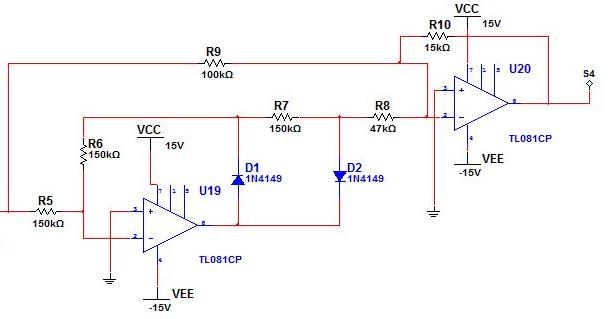 R10
15kΩ
VCC
15V
R9
100kΩ
U20
7 1 5
3
2
6
4
TL081CP
S4
VEE
-15V
R7
150kΩ
R8
47kΩ
R6
150kΩ
VCC
15V
D1
1N4149
D2
1N4149
R5
150kΩ
U19
7 1 5
3
2
6
4
TL081CP
VEE
-15V